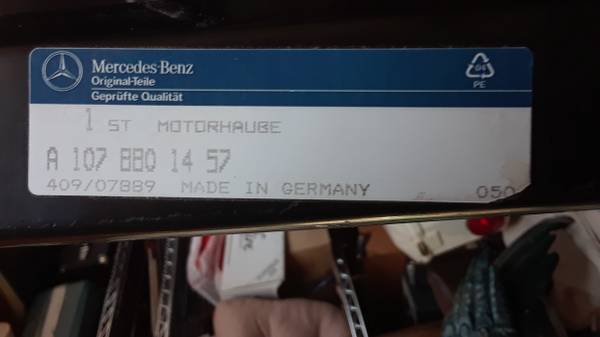 Mercedes-Benz
Original-Teile
Geprüfte Qualität
04
PE
1 ST MOTORHAUBE
A 107 880 14 57
409/07889 MADE IN GERMANY
050